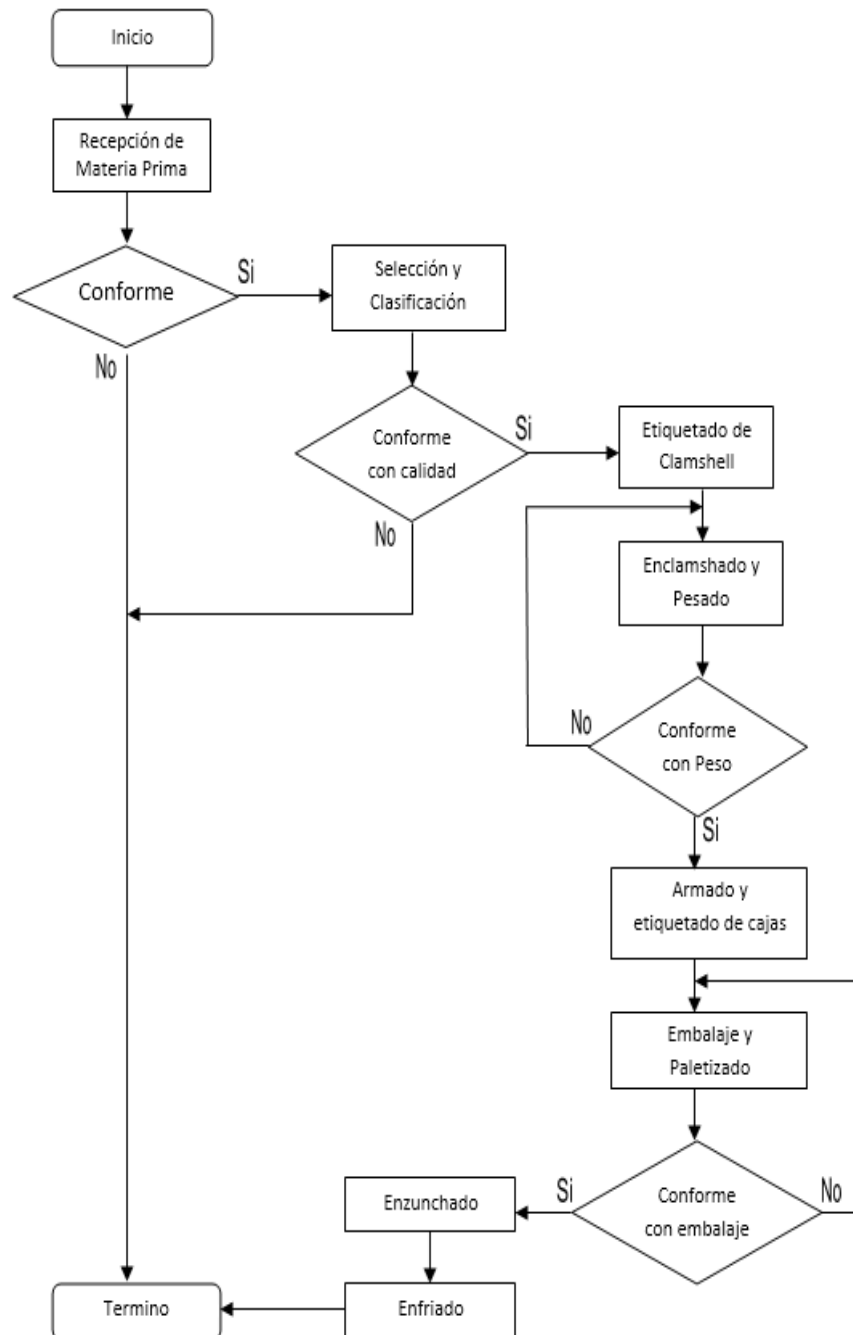 Inicio
Recepción de
Materia Prima
Conforme
Si
No
Selección y
Clasificación
Conforme
con calidad
Si
No
Etiquetado de
Clamshell
Enclamshado y
Pesado
Conforme
con Peso
No
Si
Armado y
etiquetado de cajas
Embalaje y
Paletizado
Conforme
con embalaje
Si
No
Enzunchado
Enfriado
Termino